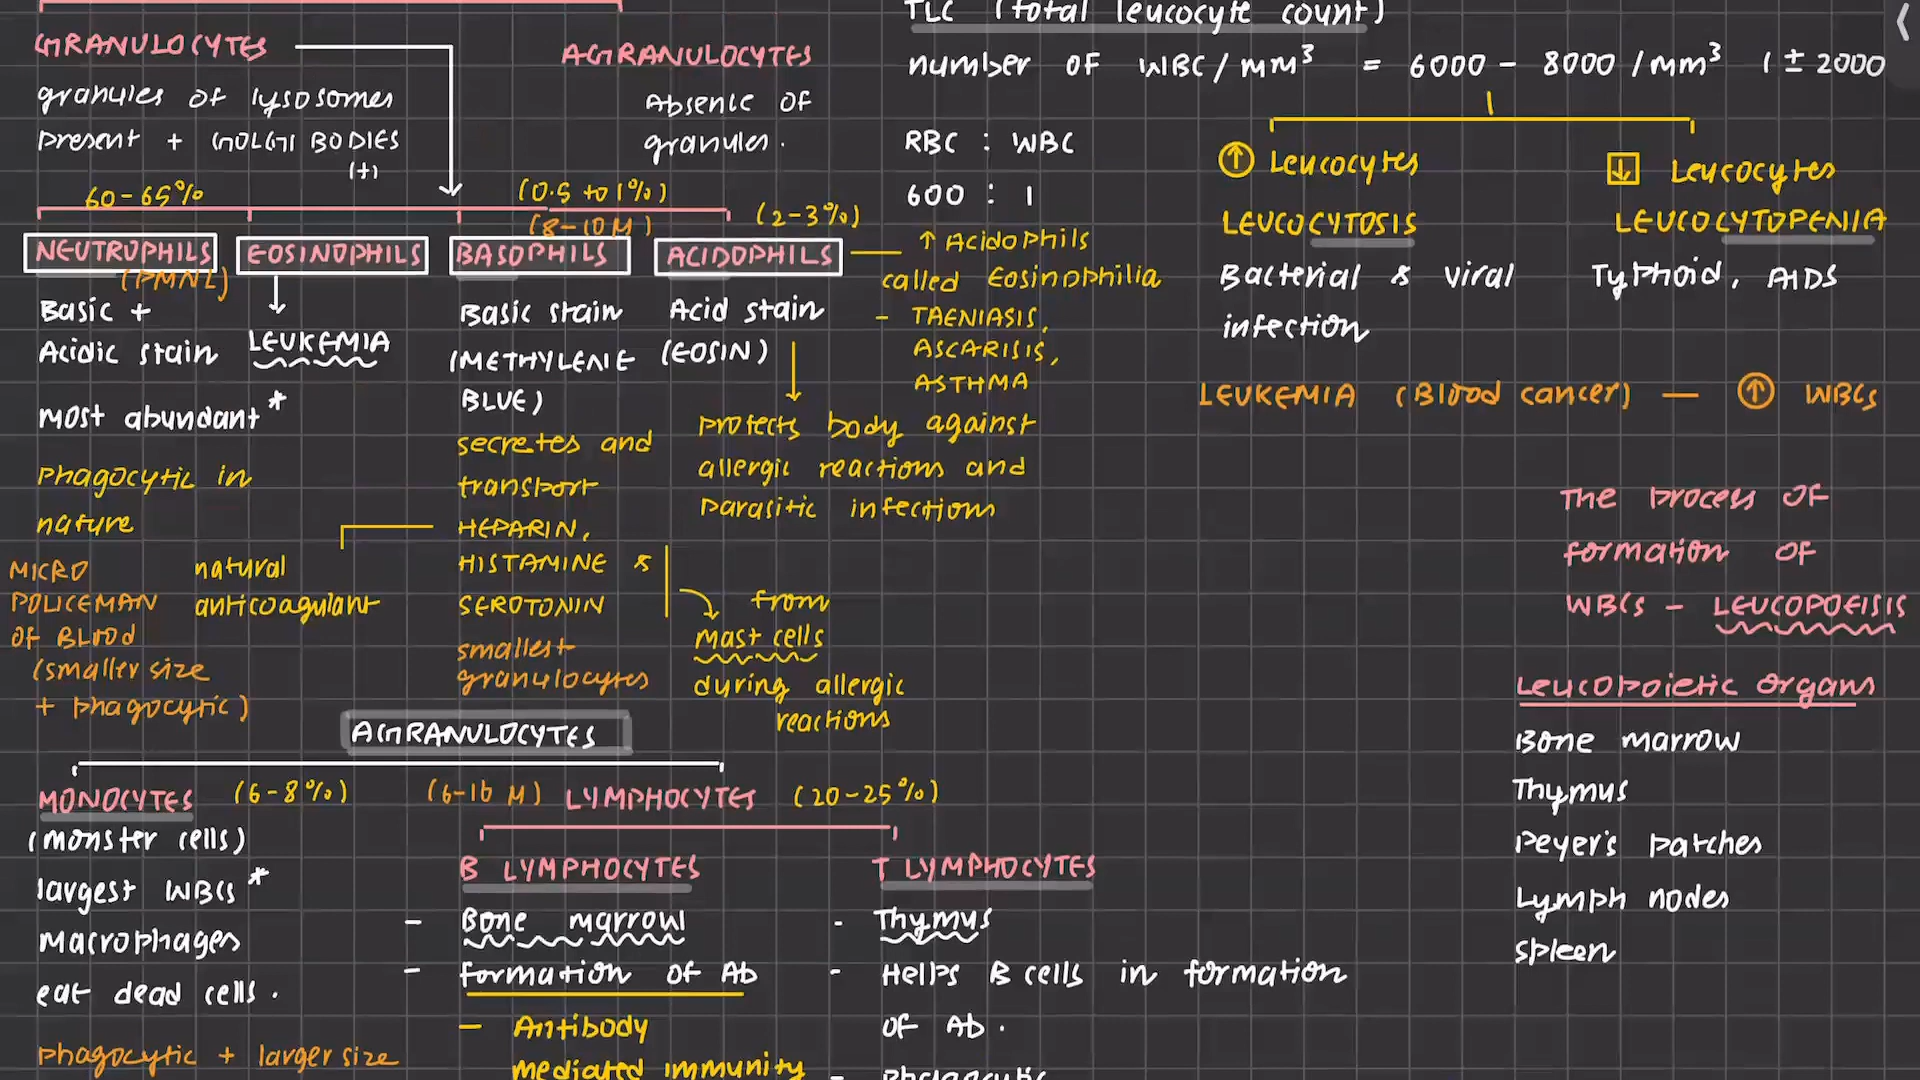 TLC (total leucocyte count)
GRANULOCYTES
AGRANULOCYTES
number of WBC/mm³ = 6000 - 8000 /mm³ | ± 2000
granules of lysosomes
present + GOLGI BODIES
(+)
Absence of
granules.
RBC : WBC
600 : 1
↑ Leucocytes
LEUCOCYTOSIS
Bacterial & viral
infection
↓ Leucocytes
LEUCOCYTOPENIA
Typhoid, AIDS
LEUKEMIA (Blood cancer) — ↑ WBCs
60-65%
NEUTROPHILS
(PMNL)
Basic +
Acidic stain
most abundant*
phagocytic in
nature
MICRO
POLICEMAN
OF BLOOD
(smaller size
+ phagocytic)
EOSINOPHILS
LEUKEMIA
(0.5 to 1%)
(8-10 M)
BASOPHILS
Basic stain
(METHYLENE
BLUE)
secretes and
transport
HEPARIN,
HISTAMINE &
SEROTONIN
smallest
granulocytes
natural
anticoagulant
from
mast cells
during allergic
reactions
(2-3%)
ACIDOPHILS
Acid stain
(EOSIN)
↑ Acidophils
called Eosinophilia
- TAENIASIS,
ASCARISIS,
ASTHMA
protects body against
allergic reactions and
parasitic infections
The process of
formation of
WBCs - LEUCOPOEISIS
Leucopoietic organs
Bone marrow
Thymus
Peyer's patches
Lymph nodes
spleen
AGRANULOCYTES
MONOCYTES (6-8%)
(monster cells)
largest WBCs *
macrophages
eat dead cells.
phagocytic + larger size
(6-16 M) LYMPHOCYTES (20-25%)
B LYMPHOCYTES
- Bone marrow
- formation of Ab
- Antibody
mediated immunity
T LYMPHOCYTES
- Thymus
- Helps B cells in formation
of Ab.
- phagocytic